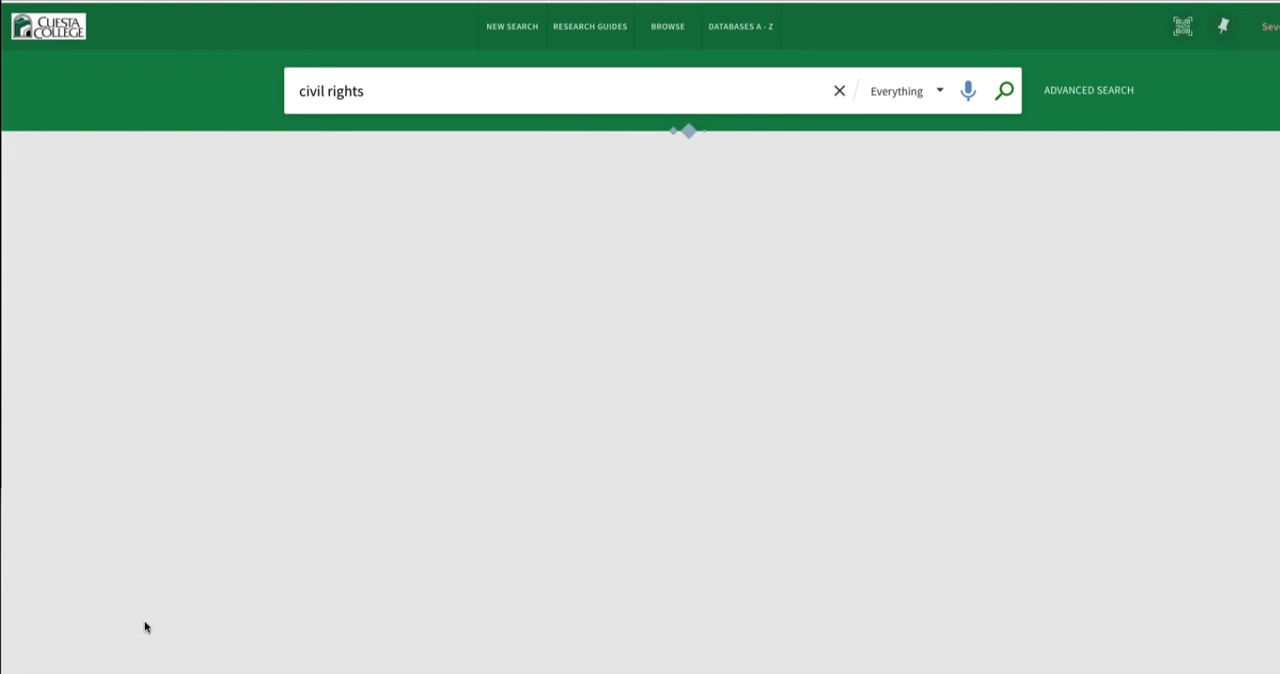 CUESTA
COLLEGE
NEW SEARCH RESEARCH GUIDES BROWSE DATABASES A - Z
civil rights
Everything
ADVANCED SEARCH